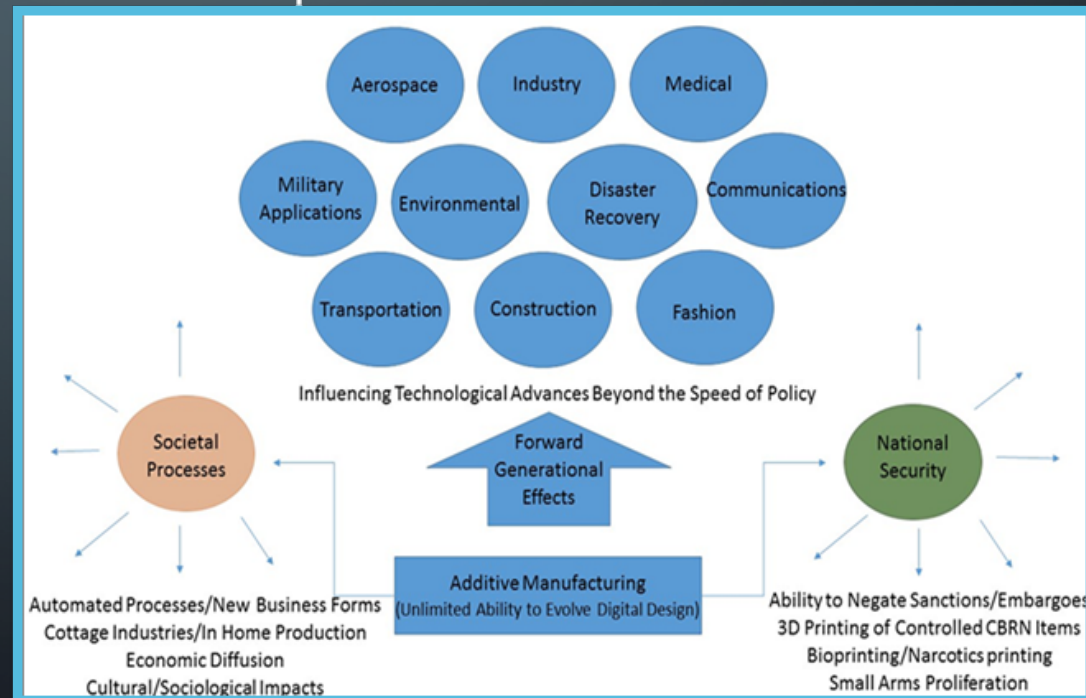 Aerospace
Industry
Medical
Military
Applications
Environmental
Disaster
Recovery
Communications
Transportation
Construction
Fashion
Influencing Technological Advances Beyond the Speed of Policy
Societal
Processes
Forward
Generational
Effects
National
Security
Additive Manufacturing
(Unlimited Ability to Evolve Digital Design)
Automated Processes/New Business Forms
Cottage Industries/In Home Production
Economic Diffusion
Cultural/Sociological Impacts
Ability to Negate Sanctions/Embargoes
3D Printing of Controlled CBRN Items
Bioprinting/Narcotics printing
Small Arms Proliferation